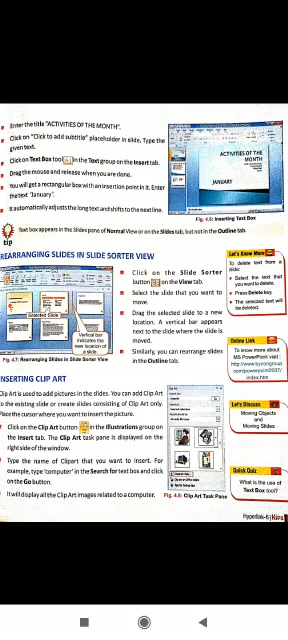 Enter the title "ACTIVITIES OF THE MONTH".
Click on "Click to add subtitle" placeholder in slide. Type the
given text.
Click on Text Box tool in the Text group on the Insert tab.
Drag the mouse and release when you are done.
You will get a rectangular box with an insertion point in it. Enter
the text 'January'.
It automatically adjusts the long text and shifts to the next line.
ACTIVITIES OF THE
MONTH
JANUARY
Fig. 4.6: Inserting Text Box
tip
Text box appears in the Slides pane of Normal View or on the Slides tab, but not in the Outline tab.
REARRANGING SLIDES IN SLIDE SORTER VIEW
Selected Slide
Vertical bar
indicates the
new location of
a slide
Fig. 4.7: Rearranging Slides in Slide Sorter View
Click on the Slide Sorter
button on the View tab.
Select the slide that you want to
move.
Drag the selected slide to a new
location. A vertical bar appears
next to the slide where the slide is
moved.
Similarly, you can rearrange slides
in the Outline tab.
Let's Know More
To delete text from a
slide:
Select the text that
you want to delete.
Press Delete key.
The selected text will
be deleted.
Online Link
To know more about
MS PowerPoint visit :
index.htm
INSERTING CLIP ART
Clip Art is used to add pictures in the slides. You can add Clip Art
to the existing slide or create slides consisting of Clip Art only.
Place the cursor where you want to insert the picture.
Click on the Clip Art button in the Illustrations group on
the Insert tab. The Clip Art task pane is displayed on the
right side of the window.
Type the name of Clipart that you want to insert. For
example, type 'computer' in the Search for text box and click
on the Go button.
It will display all the Clip Art images related to a computer.
Fig. 4.8: Clip Art Task Pane
Let's Discuss
Moving Objects
and
Moving Slides
Quick Quiz
What is the use of
Text Box tool?
Hyperlink-6